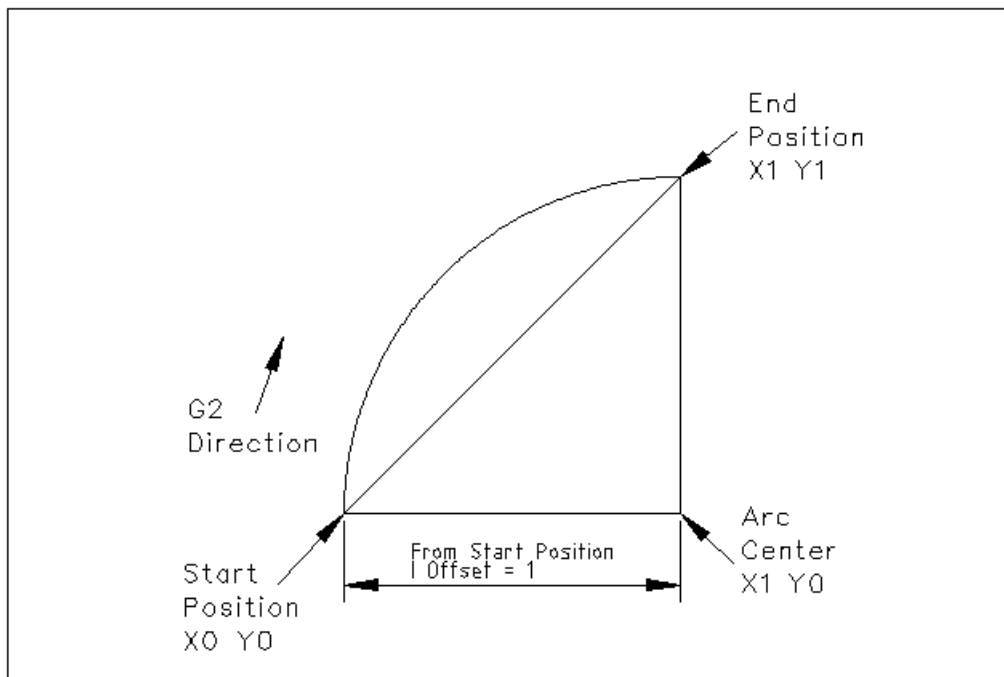 End
Position
X1 Y1
G2
Direction
From Start Position
I Offset = 1
Arc
Center
X1 Y0
Start
Position
X0 Y0